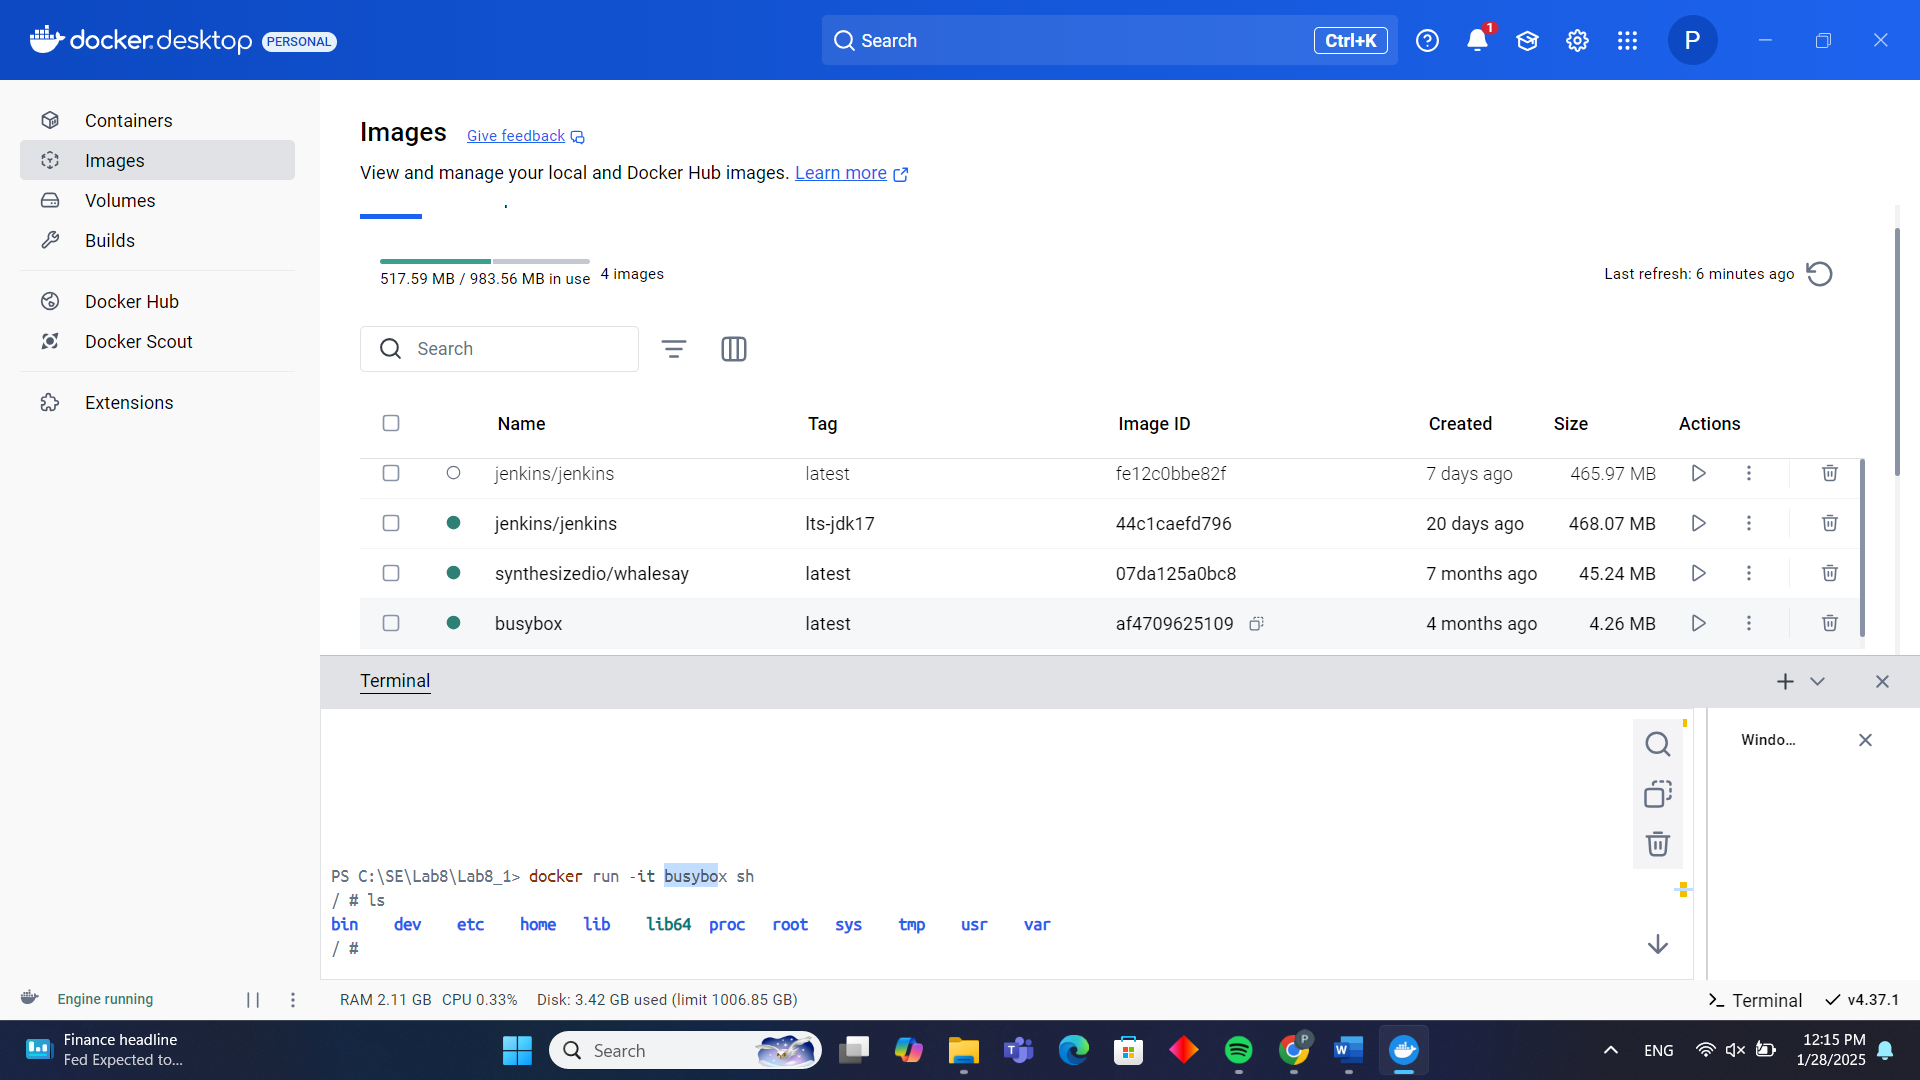 docker.desktop PERSONAL
Search Ctrl+K
1
P
Containers
Images
Volumes
Builds
Docker Hub
Docker Scout
Extensions
Images Give feedback
View and manage your local and Docker Hub images. Learn more
517.59 MB / 983.56 MB in use 4 images
Last refresh: 6 minutes ago
Search
Name Tag Image ID Created Size Actions
jenkins/jenkins latest fe12c0bbe82f 7 days ago 465.97 MB
jenkins/jenkins lts-jdk17 44c1caefd796 20 days ago 468.07 MB
synthesizedio/whalesay latest 07da125a0bc8 7 months ago 45.24 MB
busybox latest af4709625109 4 months ago 4.26 MB
Terminal
Windo...
PS C:\SE\Lab8\Lab8_1> docker run -it busybox sh
/ # ls
bin dev etc home lib lib64 proc root sys tmp usr var
/ #
Engine running
RAM 2.11 GB CPU 0.33% Disk: 3.42 GB used (limit 1006.85 GB)
Terminal v4.37.1
Finance headline
Fed Expected to...
Search
P
ENG
12:15 PM
1/28/2025